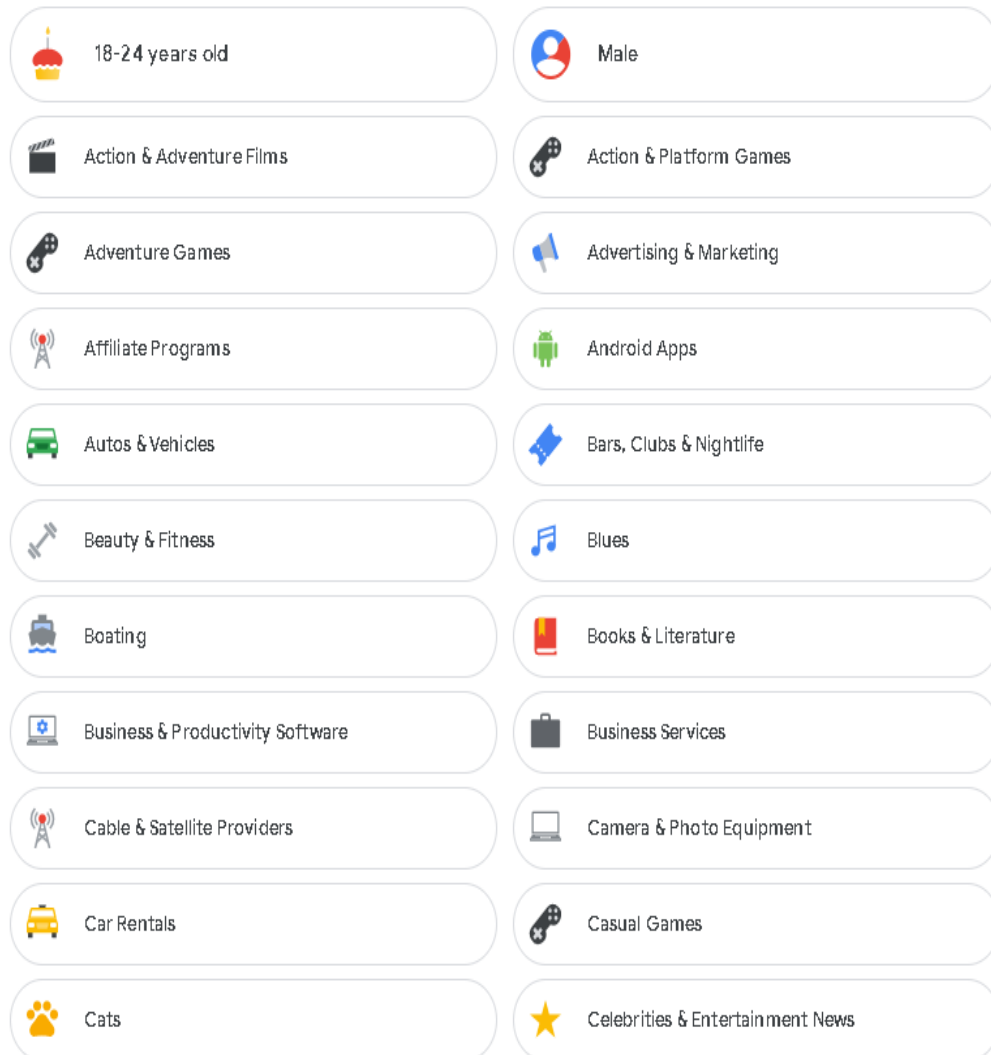 18-24 years old
Male
Action & Adventure Films
Action & Platform Games
Adventure Games
Advertising & Marketing
Affiliate Programs
Android Apps
Autos & Vehicles
Bars, Clubs & Nightlife
Beauty & Fitness
Blues
Boating
Books & Literature
Business & Productivity Software
Business Services
Cable & Satellite Providers
Camera & Photo Equipment
Car Rentals
Casual Games
Cats
Celebrities & Entertainment News